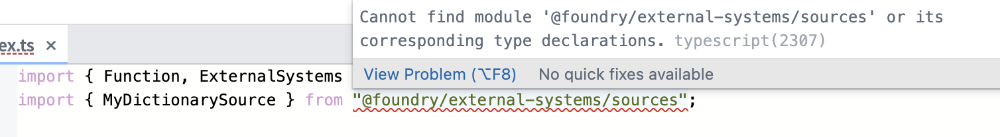 Cannot find module '@foundry/external-systems/sources' or its
corresponding type declarations. typescript(2307)
ex.ts ×
View Problem (⌥F8) No quick fixes available
import { Function, ExternalSystems
import { MyDictionarySource } from "@foundry/external-systems/sources";